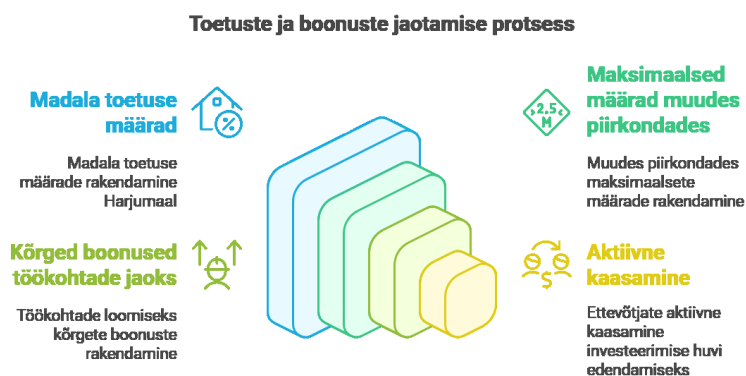 Toetuste ja boonuste jaotamise protsess
Madala toetuse
määrad
Madala toetuse
määrade rakendamine
Harjumaal
Kõrged boonused
töökohtade jaoks
Töökohtade loomiseks
kõrgete boonuste
rakendamine
2.5
M
Maksimaalsed
määrad muudes
piirkondades
Muudes piirkondades
maksimaalsete
määrade rakendamine
$
Aktiivne
kaasamine
Ettevõtjate aktiivne
kaasamine
investeerimise huvi
edendamiseks